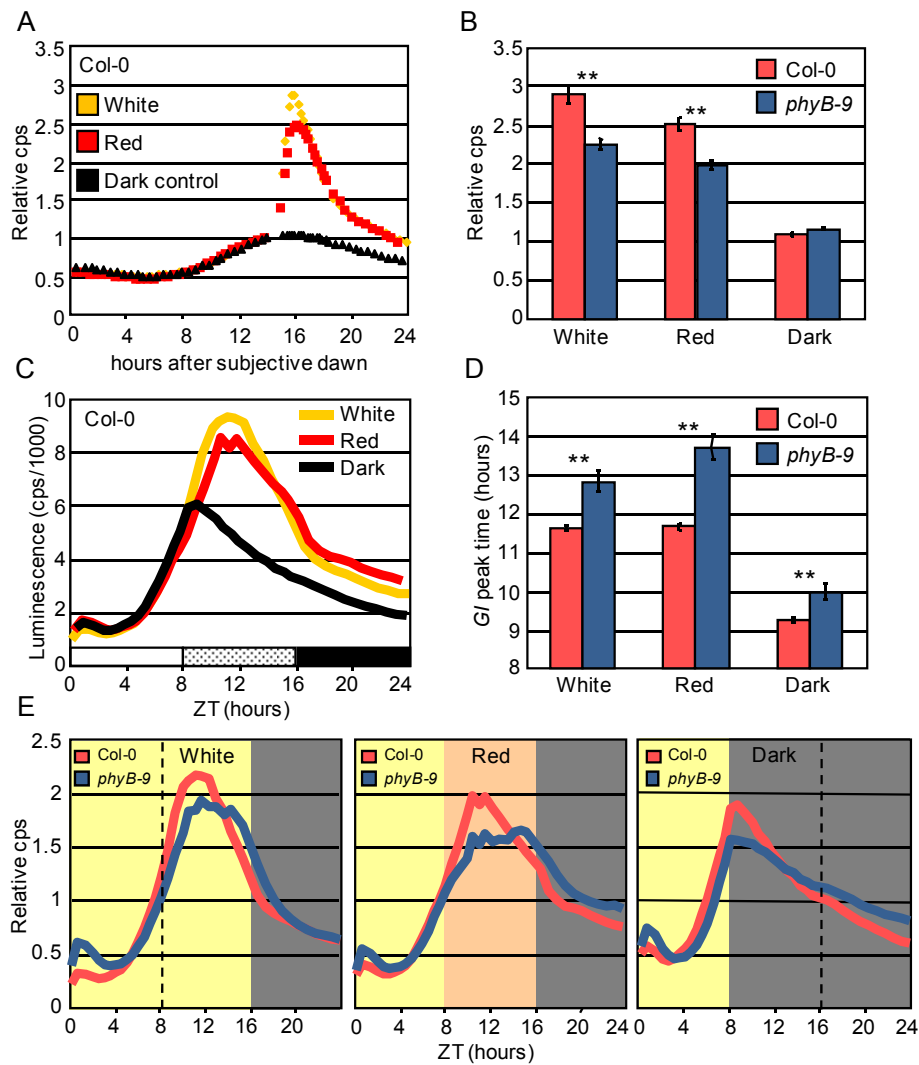 A
Col-0
White
Red
Dark control
Relative cps
3.5
3
2.5
2
1.5
1
0.5
0
0 4 8 12 16 20 24
hours after subjective dawn
B
Col-0
phyB-9
** **
Relative cps
3.5
3
2.5
2
1.5
1
0.5
0
White Red Dark
C
Col-0
White
Red
Dark
Luminescence (cps/1000)
10
8
6
4
2
0
0 4 8 12 16 20 24
ZT (hours)
D
Col-0
phyB-9
** ** **
GI peak time (hours)
15
14
13
12
11
10
9
8
White Red Dark
E
Relative cps
2.5
2
1.5
1
0.5
0
Col-0 White
phyB-9
0 4 8 12 16 20
Col-0 Red
phyB-9
0 4 8 12 16 20 24
Col-0 Dark
phyB-9
0 4 8 12 16 20 24
ZT (hours)